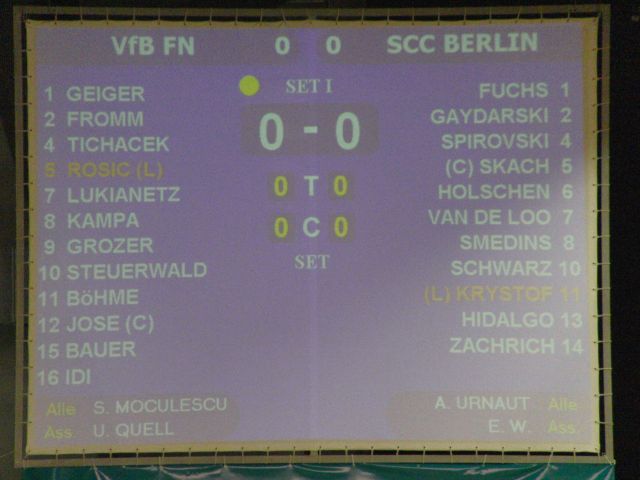 VfB FN 0 0 SCC BERLIN
SET I
0 - 0
0 T 0
0 C 0
SET
1 GEIGER
2 FROMM
4 TICHACEK
5 ROSIC (L)
7 LUKIANETZ
8 KAMPA
9 GROZER
10 STEUERWALD
11 BöHME
12 JOSE (C)
15 BAUER
16 IDI
Alle S. MOCULESCU
Ass. U. QUELL
FUCHS 1
GAYDARSKI 2
SPIROVSKI 4
(C) SKACH 5
HOLSCHEN 6
VAN DE LOO 7
SMEDINS 8
SCHWARZ 10
(L) KRYSTOF 11
HIDALGO 13
ZACHRICH 14
A. URNAUT Alle
E. W. Ass.